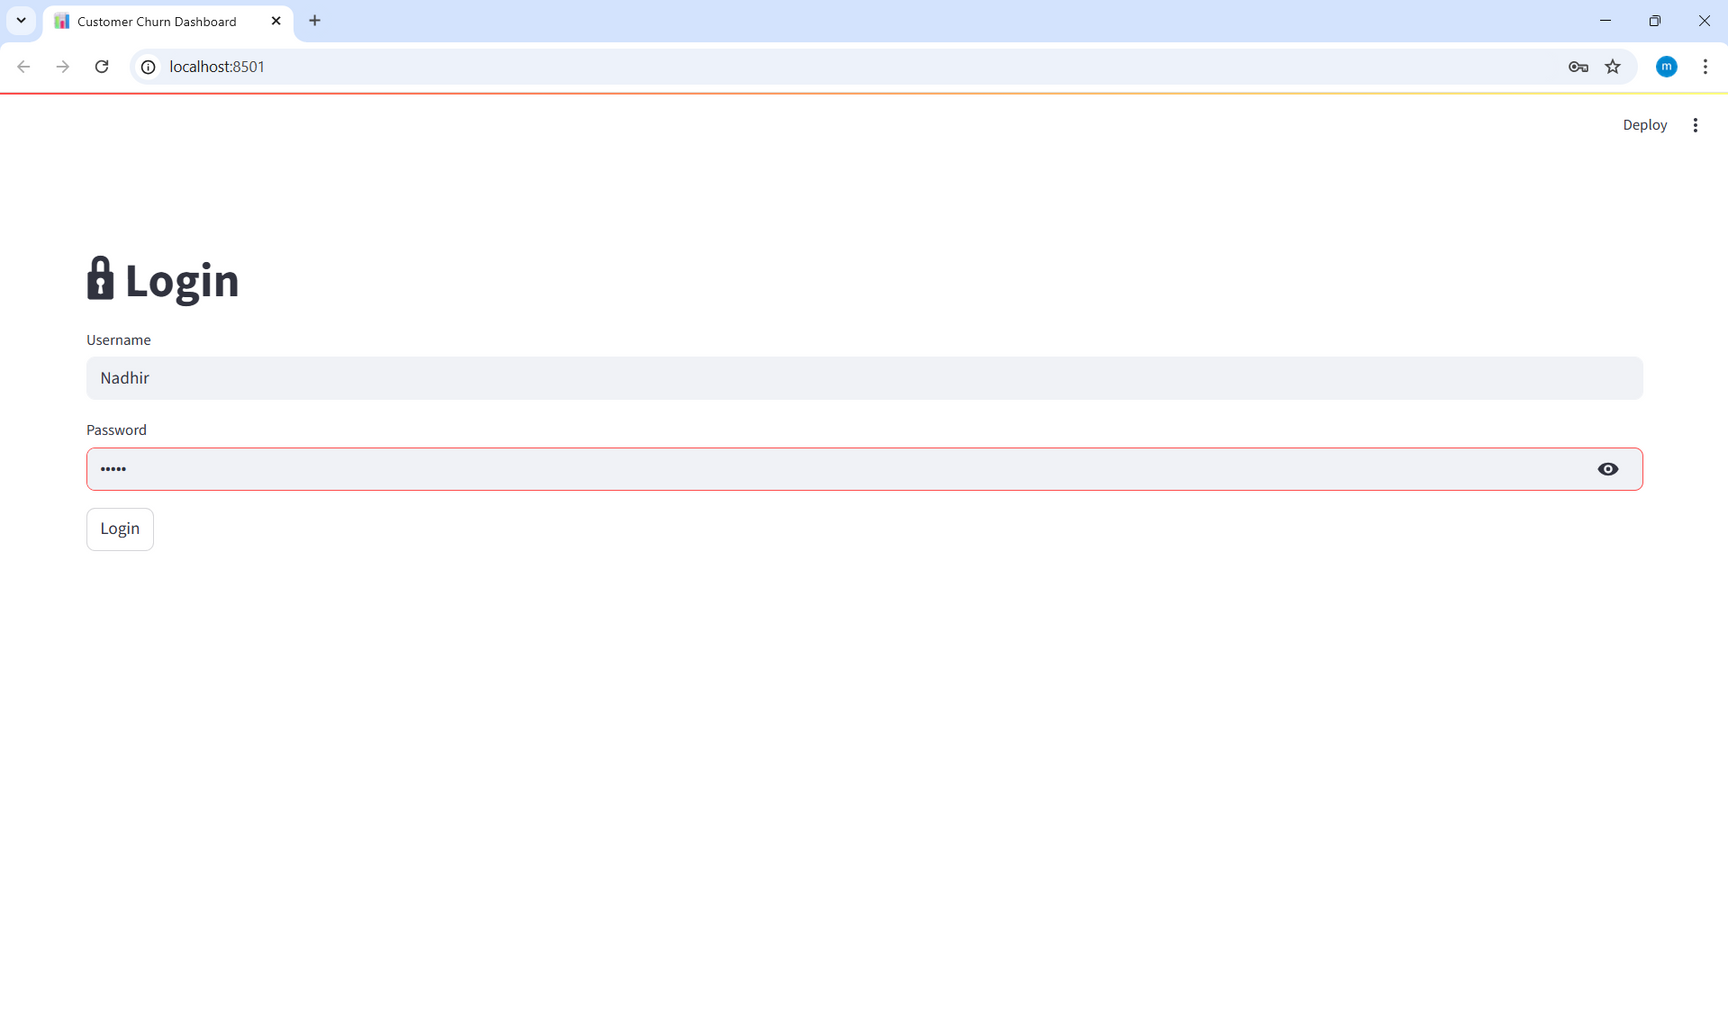 Customer Churn Dashboard
localhost:8501
m
Deploy
Login
Username
Nadhir
Password
•••••
Login